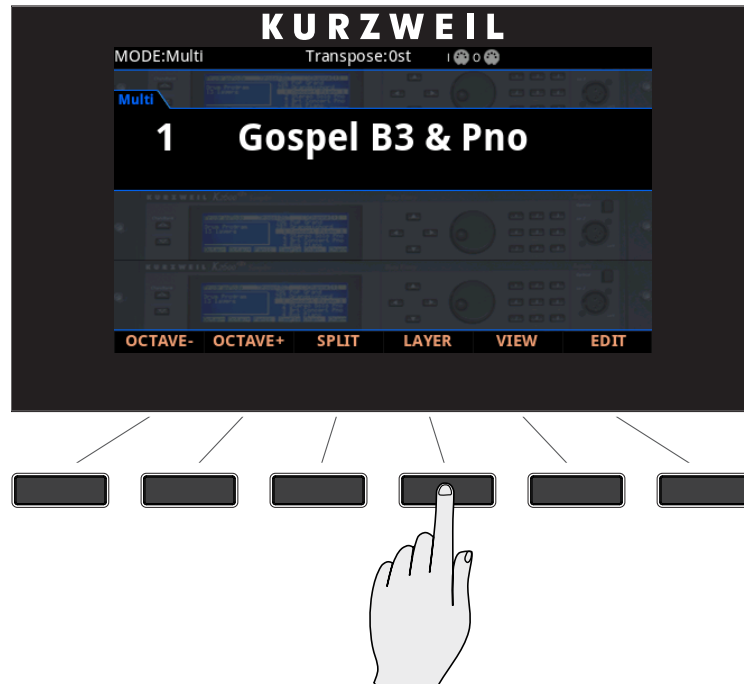 KURZWEIL
MODE:Multi Transpose:0st I O
Multi
1 Gospel B3 & Pno
OCTAVE- OCTAVE+ SPLIT LAYER VIEW EDIT